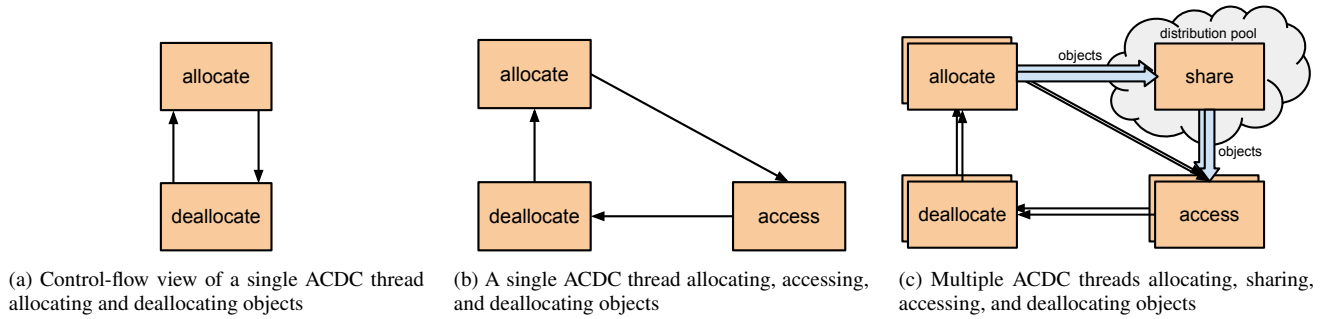 allocate
deallocate
(a) Control-flow view of a single ACDC thread
allocating and deallocating objects
allocate
deallocate
access
(b) A single ACDC thread allocating, accessing,
and deallocating objects
distribution pool
objects
allocate
share
objects
deallocate
access
(c) Multiple ACDC threads allocating, sharing,
accessing, and deallocating objects